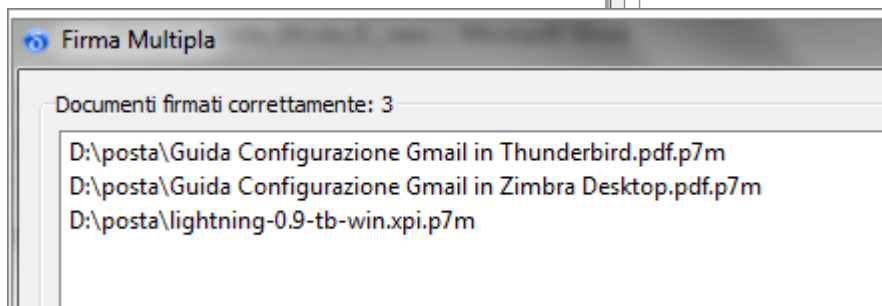 Firma Multipla
Documenti firmati correttamente: 3
D:\posta\Guida Configurazione Gmail in Thunderbird.pdf.p7m
D:\posta\Guida Configurazione Gmail in Zimbra Desktop.pdf.p7m
D:\posta\lightning-0.9-tb-win.xpi.p7m